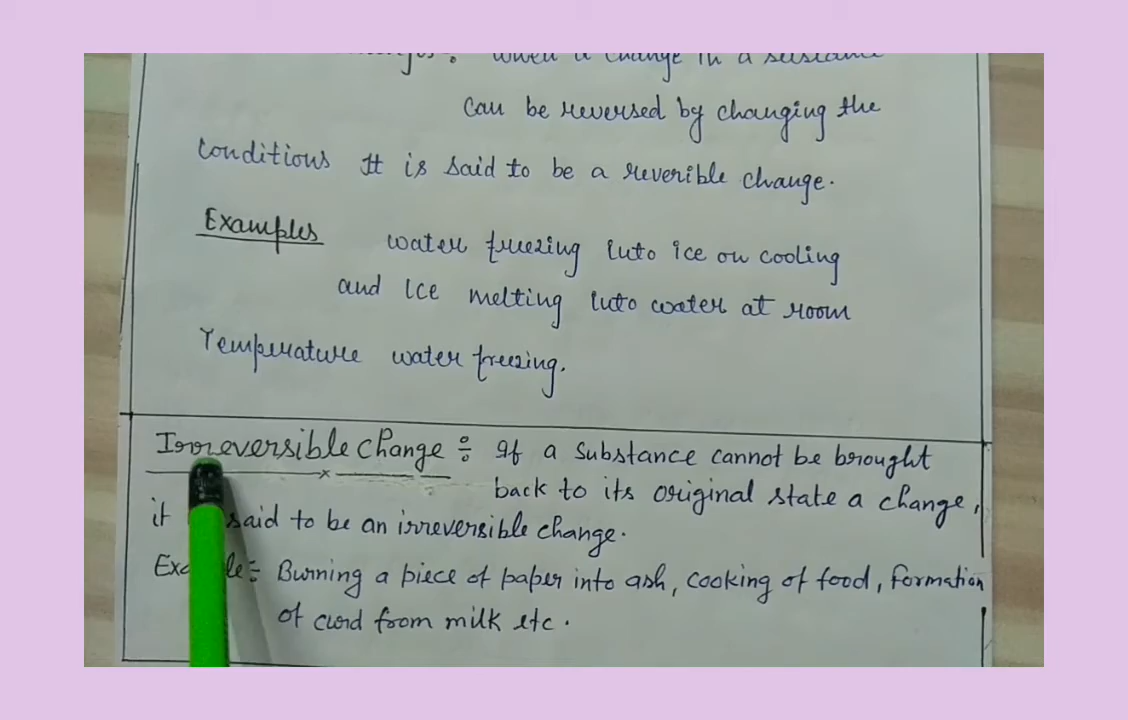 when a change in a
can be reversed by changing the
conditions It is said to be a reverible change.
Examples water freezing into ice on cooling
and Ice melting into water at room
Temperature water freezing.
Irreversible change ÷ If a substance cannot be brought
back to its original state a change,
it said to be an irreversible change.
÷ Burning a piece of paper into ash, cooking of food, formation
of curd from milk etc.